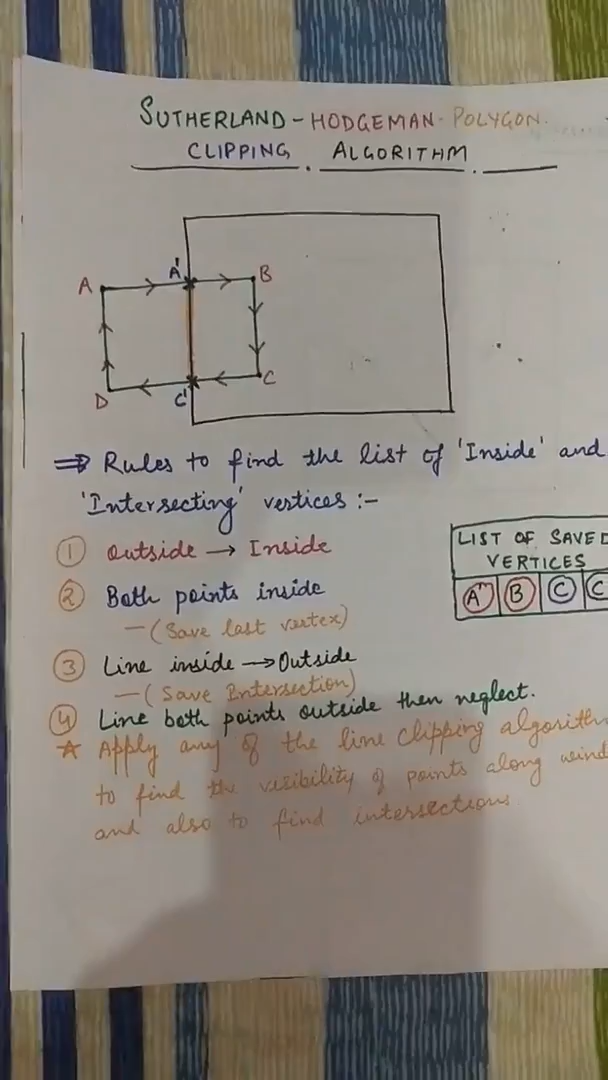 SUTHERLAND - HODGEMAN - POLYGON.
CLIPPING . ALGORITHM .
A
A'
B
D
C'
C
⇒ Rules to find the list of 'Inside' and
'Intersecting' vertices :-
① Outside → Inside
② Both points inside
- (Save last vertex)
③ Line inside → Outside
- (Save Intersection)
④ Line both points outside then neglect.
LIST OF SAVED
VERTICES
A' B C C
★ Apply any of the line clipping algorithm
to find the visibility of points along wind
and also to find intersections.